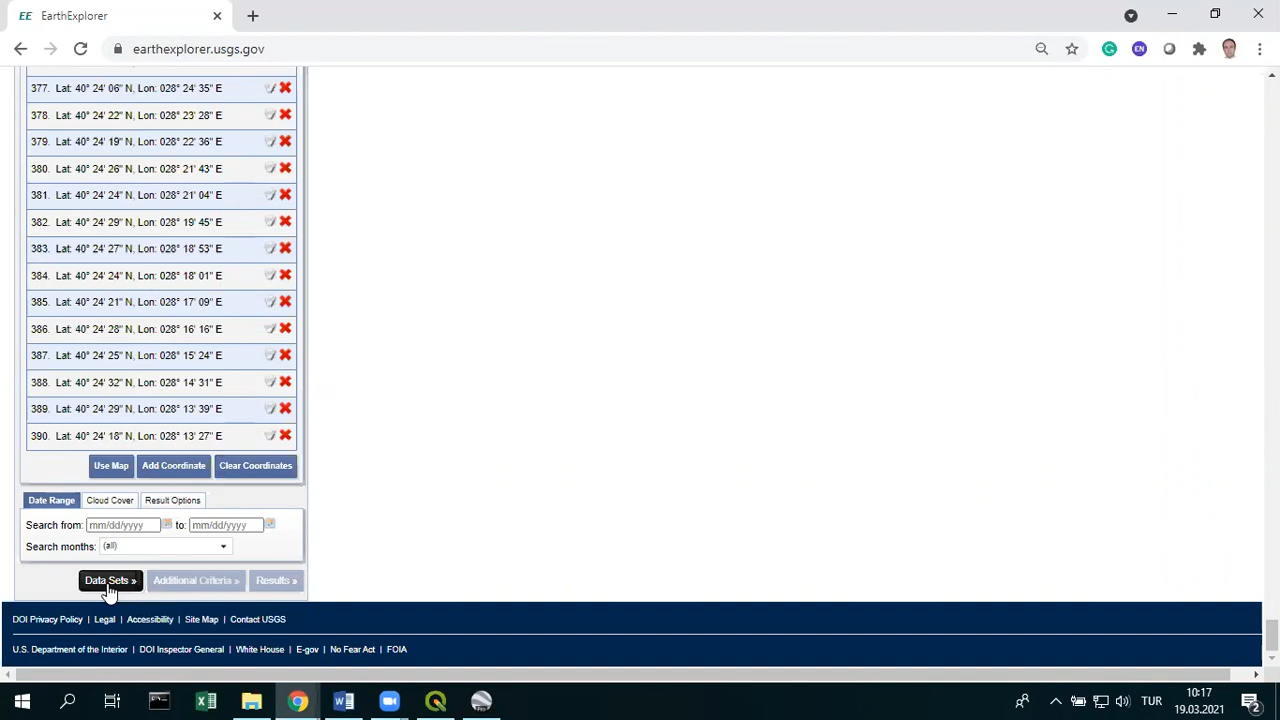 EE EarthExplorer
earthexplorer.usgs.gov
EN
377. Lat: 40° 24' 06" N, Lon: 028° 24' 35" E
378. Lat: 40° 24' 22" N, Lon: 028° 23' 28" E
379. Lat: 40° 24' 19" N, Lon: 028° 22' 36" E
380. Lat: 40° 24' 26" N, Lon: 028° 21' 43" E
381. Lat: 40° 24' 24" N, Lon: 028° 21' 04" E
382. Lat: 40° 24' 29" N, Lon: 028° 19' 45" E
383. Lat: 40° 24' 27" N, Lon: 028° 18' 53" E
384. Lat: 40° 24' 24" N, Lon: 028° 18' 01" E
385. Lat: 40° 24' 21" N, Lon: 028° 17' 09" E
386. Lat: 40° 24' 28" N, Lon: 028° 16' 16" E
387. Lat: 40° 24' 25" N, Lon: 028° 15' 24" E
388. Lat: 40° 24' 32" N, Lon: 028° 14' 31" E
389. Lat: 40° 24' 29" N, Lon: 028° 13' 39" E
390. Lat: 40° 24' 18" N, Lon: 028° 13' 27" E
Use Map Add Coordinate Clear Coordinates
Date Range Cloud Cover Result Options
Search from: mm/dd/yyyy to: mm/dd/yyyy
Search months: (all)
Data Sets » Additional Criteria » Results »
DOI Privacy Policy | Legal | Accessibility | Site Map | Contact USGS
U.S. Department of the Interior | DOI Inspector General | White House | E-gov | No Fear Act | FOIA
TUR
10:17
19.03.2021
2